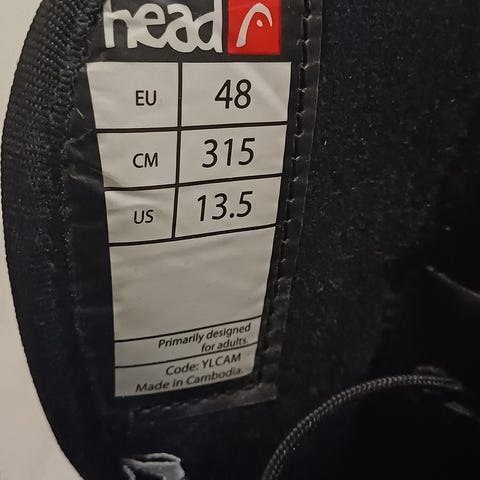 head
EU 48
CM 315
US 13.5
Primarily designed
for adults.
Code: YLCAM
Made in Cambodia.